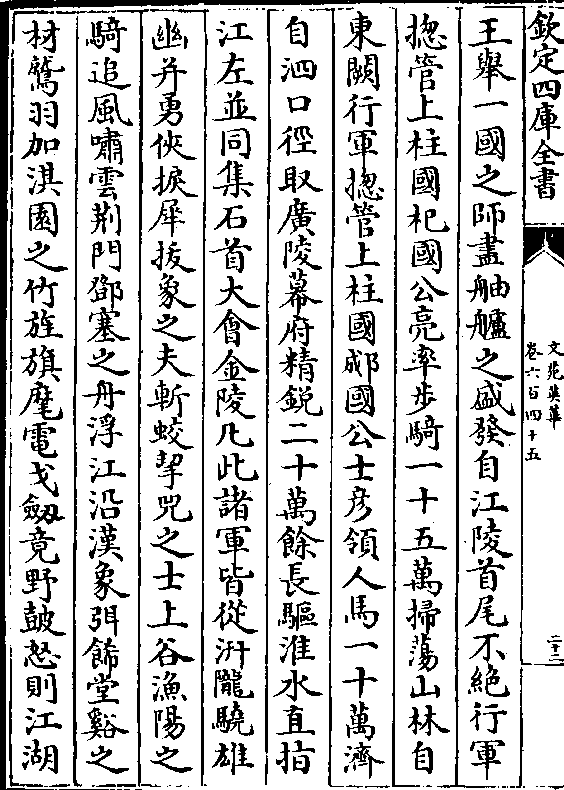 欽定四庫全書
文苑英華
卷六百四十五
二十二
王舉一國之師盡舳艫之盛發自江陵首尾不絶行軍
摠管上柱國杞國公亮率步騎一十五萬掃蕩山林自
東闕行軍摠管上柱國郕國公士彦領人馬一十萬濟
自泗口徑取廣陵幕府精鋭二十萬餘長驅淮水直指
江左並同集石首大會金陵凡此諸軍皆從汧隴驍雄
幽并勇俠捩犀拔象之夫斬蛟挈兕之士上谷漁陽之
騎追風嘯雲荆門鄧塞之舟浮江沿漢象弭飾堂谿之
材鷲羽加淇園之竹旌旗麾電戈劔竟野鼓怒則江湖